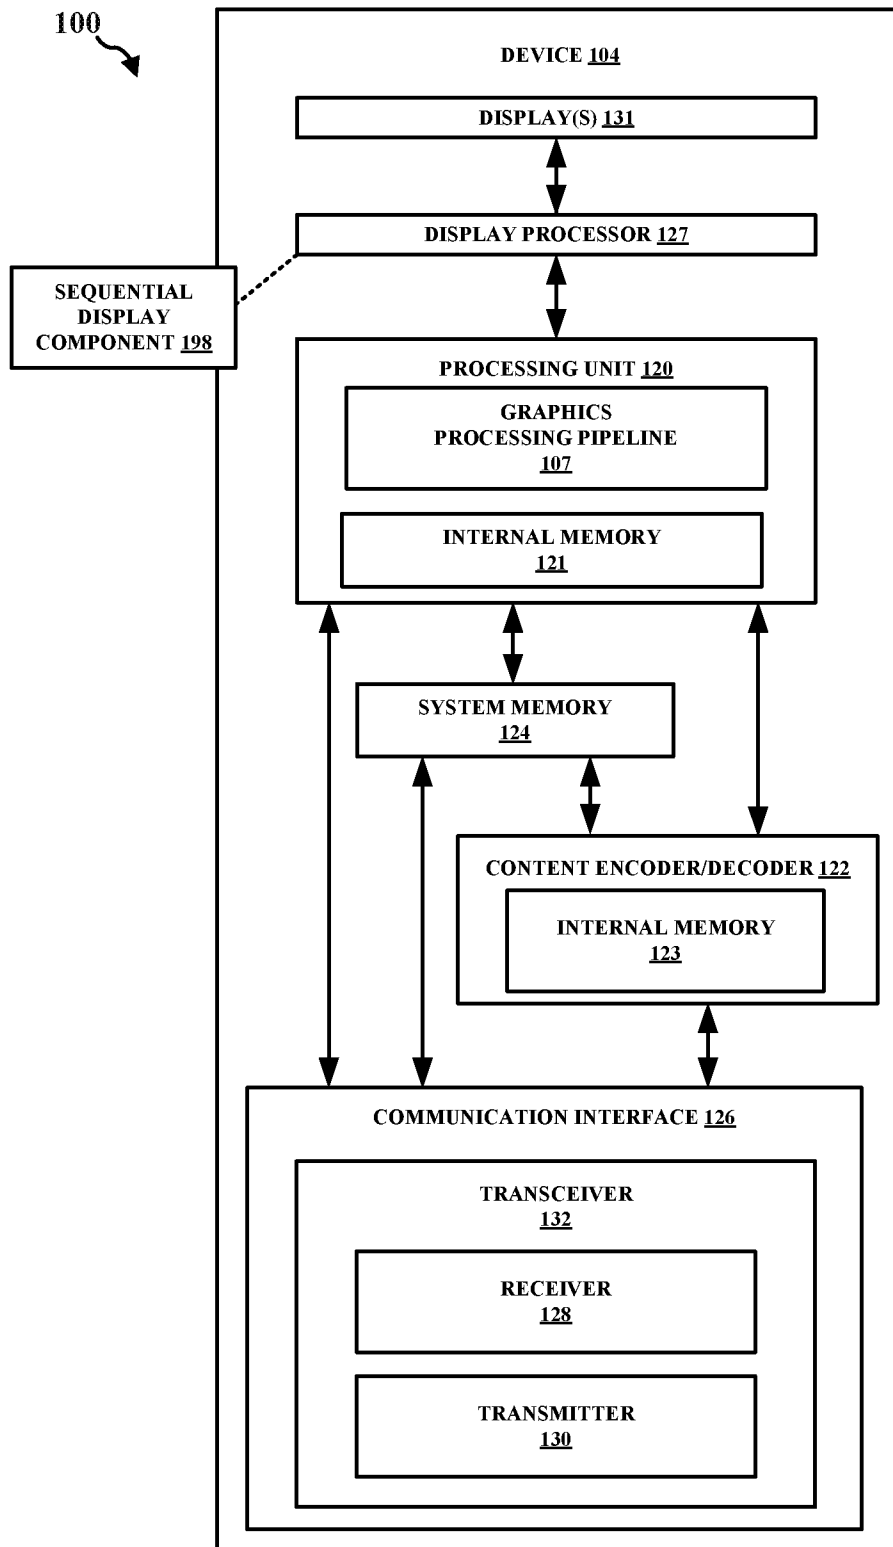 100
DEVICE 104
DISPLAY(S) 131
DISPLAY PROCESSOR 127
SEQUENTIAL
DISPLAY
COMPONENT 198
PROCESSING UNIT 120
GRAPHICS
PROCESSING PIPELINE
107
INTERNAL MEMORY
121
SYSTEM MEMORY
124
CONTENT ENCODER/DECODER 122
INTERNAL MEMORY
123
COMMUNICATION INTERFACE 126
TRANSCEIVER
132
RECEIVER
128
TRANSMITTER
130